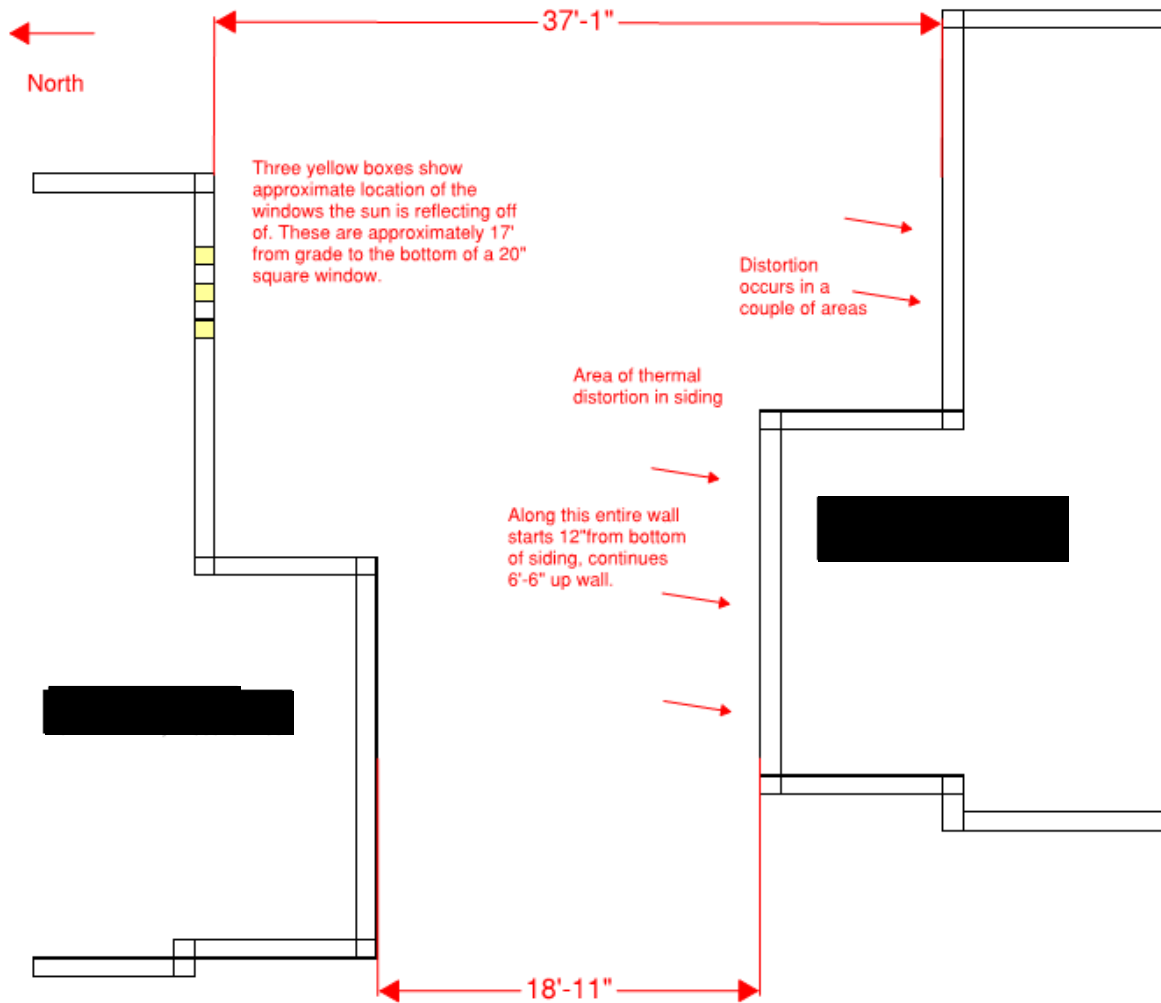 37'-1"
North
Three yellow boxes show
approximate location of the
windows the sun is reflecting off
of. These are approximately 17'
from grade to the bottom of a 20"
square window.
Distortion
occurs in a
couple of areas
Area of thermal
distortion in siding
Along this entire wall
starts 12"from bottom
of siding, continues
6'-6" up wall.
18'-11"